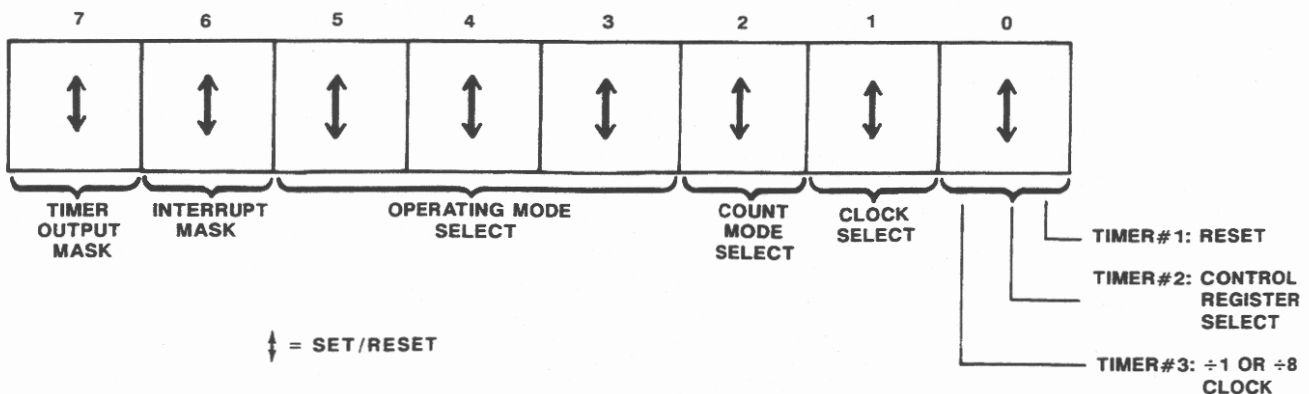 7 6 5 4 3 2 1 0
TIMER
OUTPUT
MASK
INTERRUPT
MASK
OPERATING MODE
SELECT
COUNT
MODE
SELECT
CLOCK
SELECT
TIMER#1: RESET
TIMER#2: CONTROL
REGISTER
SELECT
TIMER#3: ÷1 OR ÷8
CLOCK
= SET/RESET